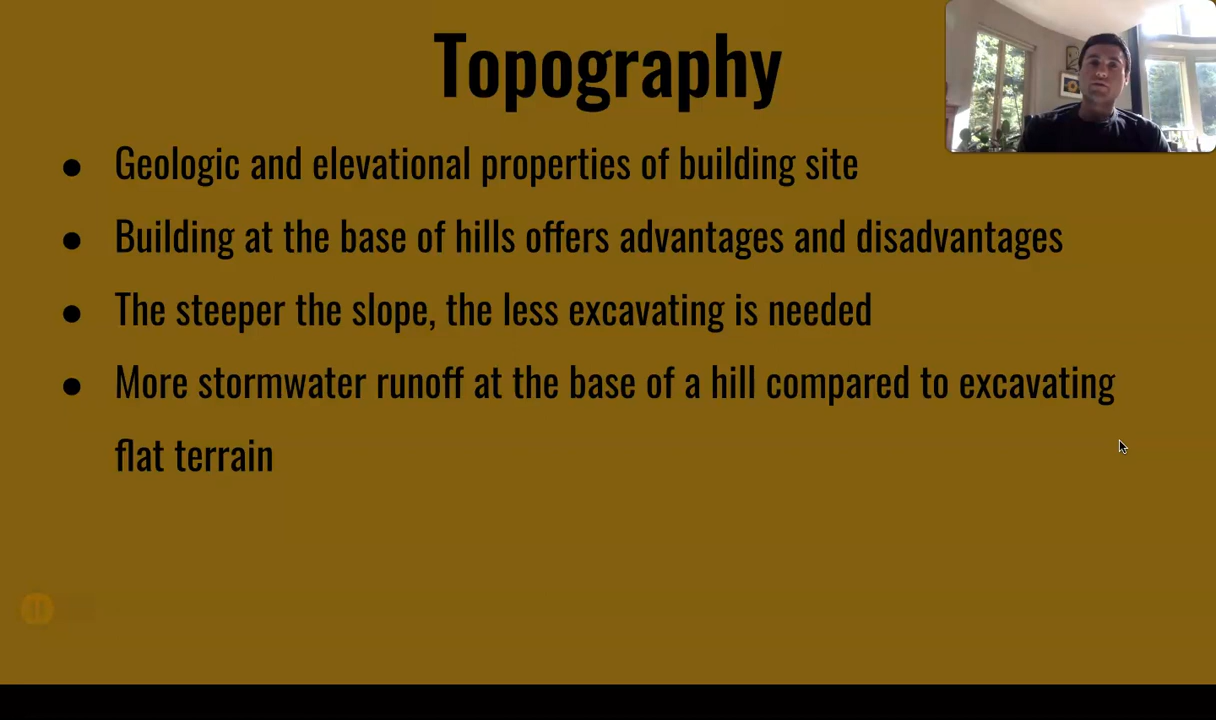 Topography
● Geologic and elevational properties of building site
● Building at the base of hills offers advantages and disadvantages
● The steeper the slope, the less excavating is needed
● More stormwater runoff at the base of a hill compared to excavating
flat terrain